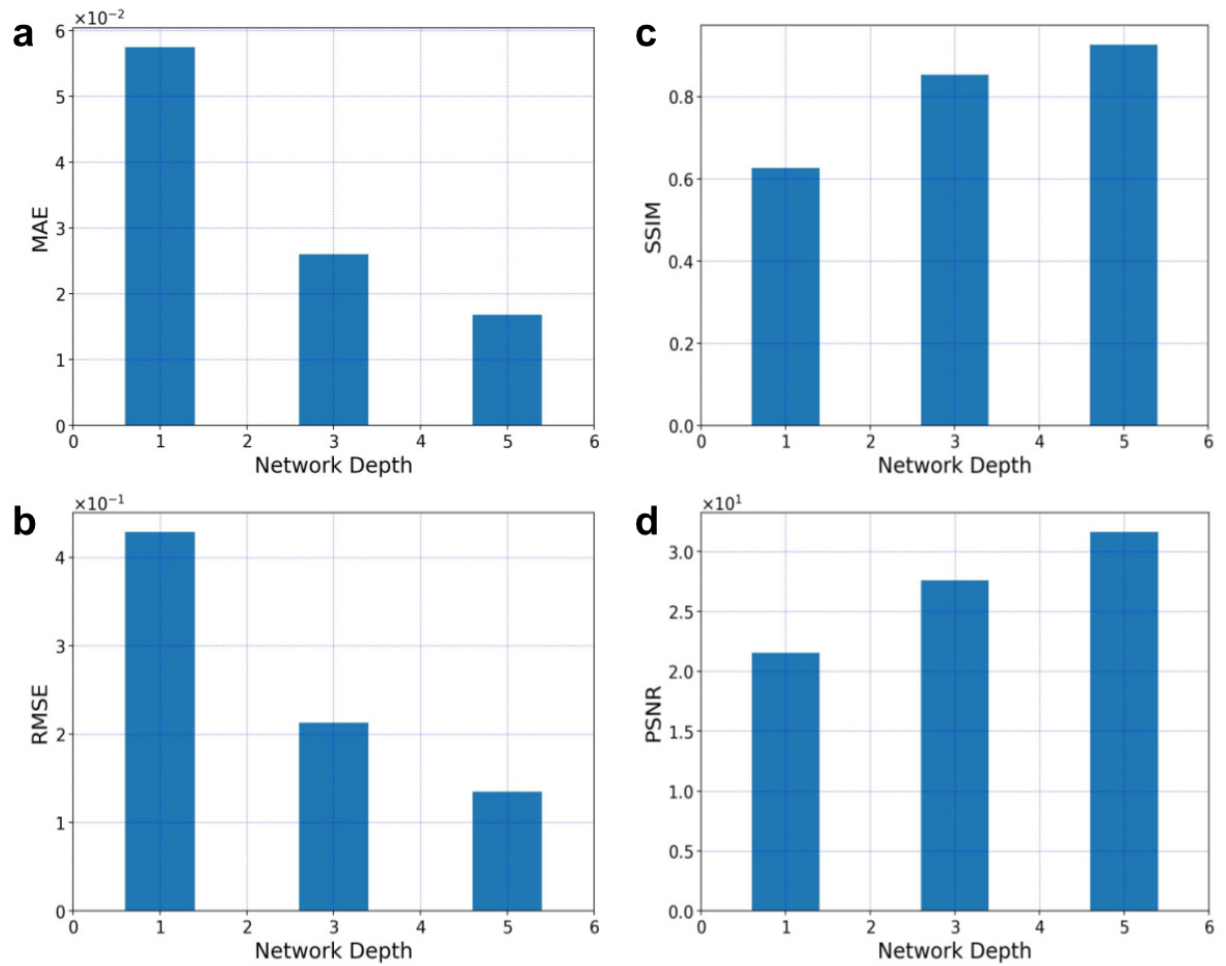 a
×10⁻²
6
5
4
3
2
1
0
MAE
0 1 2 3 4 5 6
Network Depth
b
×10⁻¹
4
3
2
1
0
RMSE
0 1 2 3 4 5 6
Network Depth
c
0.8
0.6
0.4
0.2
0.0
SSIM
0 1 2 3 4 5 6
Network Depth
d
×10¹
3.0
2.5
2.0
1.5
1.0
0.5
0.0
PSNR
0 1 2 3 4 5 6
Network Depth